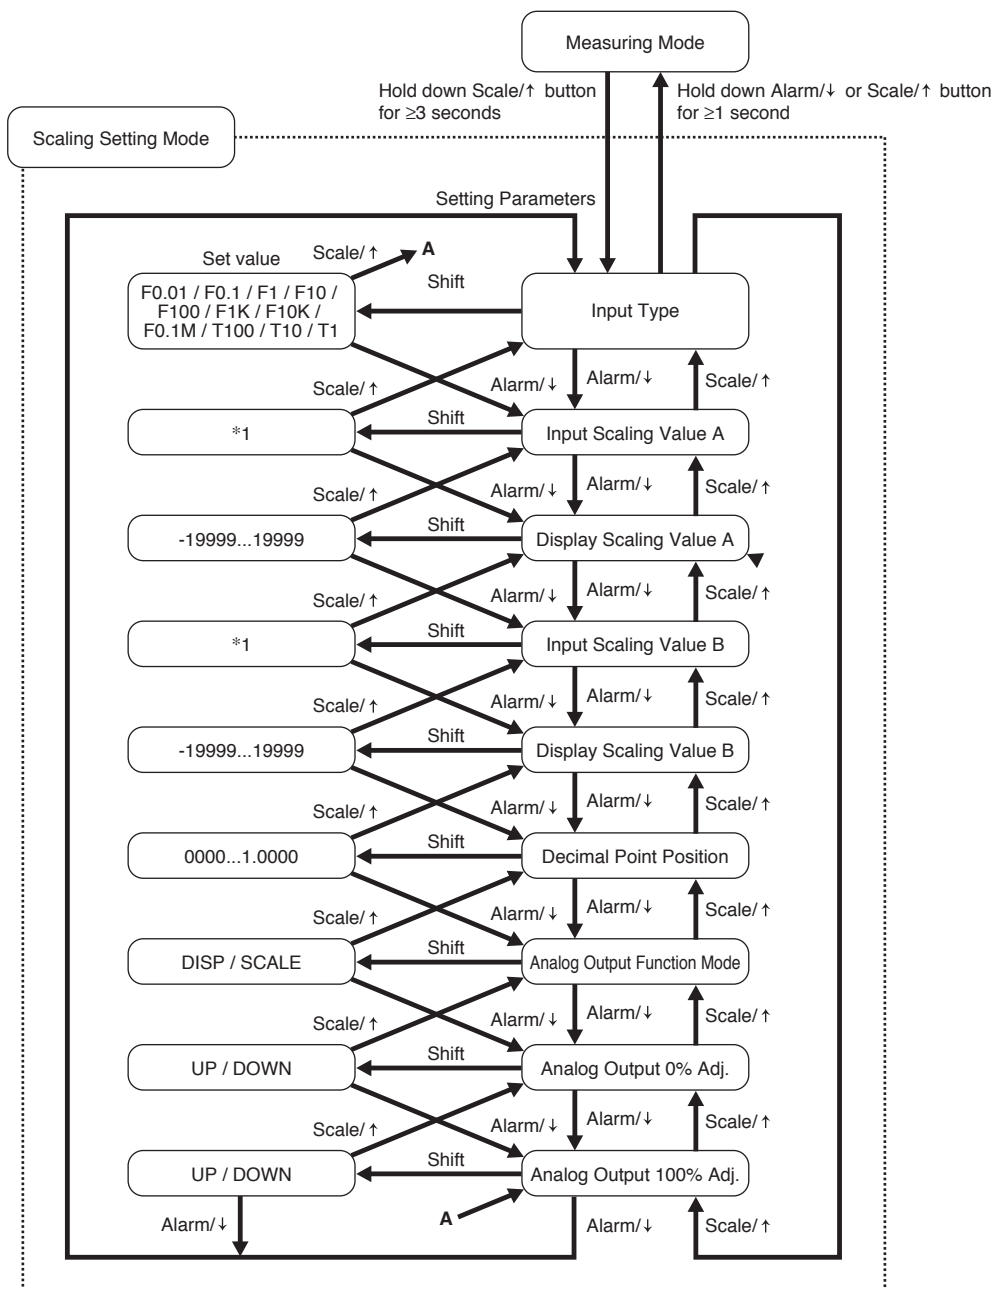 Measuring Mode
Hold down Scale/↑ button
for ≥3 seconds
Hold down Alarm/↓ or Scale/↑ button
for ≥1 second
Scaling Setting Mode
Setting Parameters
Set value
Scale/↑
A
Shift
F0.01 / F0.1 / F1 / F10 /
F100 / F1K / F10K /
F0.1M / T100 / T10 / T1
Input Type
Scale/↑
Alarm/↓
Alarm/↓
Scale/↑
*1
Shift
Input Scaling Value A
Scale/↑
Alarm/↓
Alarm/↓
Scale/↑
-19999...19999
Shift
Display Scaling Value A
Scale/↑
Alarm/↓
Alarm/↓
Scale/↑
*1
Shift
Input Scaling Value B
Scale/↑
Alarm/↓
Alarm/↓
Scale/↑
-19999...19999
Shift
Display Scaling Value B
Scale/↑
Alarm/↓
Alarm/↓
Scale/↑
0000...1.0000
Shift
Decimal Point Position
Scale/↑
Alarm/↓
Alarm/↓
Scale/↑
DISP / SCALE
Shift
Analog Output Function Mode
Scale/↑
Alarm/↓
Alarm/↓
Scale/↑
UP / DOWN
Shift
Analog Output 0% Adj.
Scale/↑
Alarm/↓
Alarm/↓
Scale/↑
UP / DOWN
Shift
Analog Output 100% Adj.
Alarm/↓
A
Alarm/↓
Scale/↑